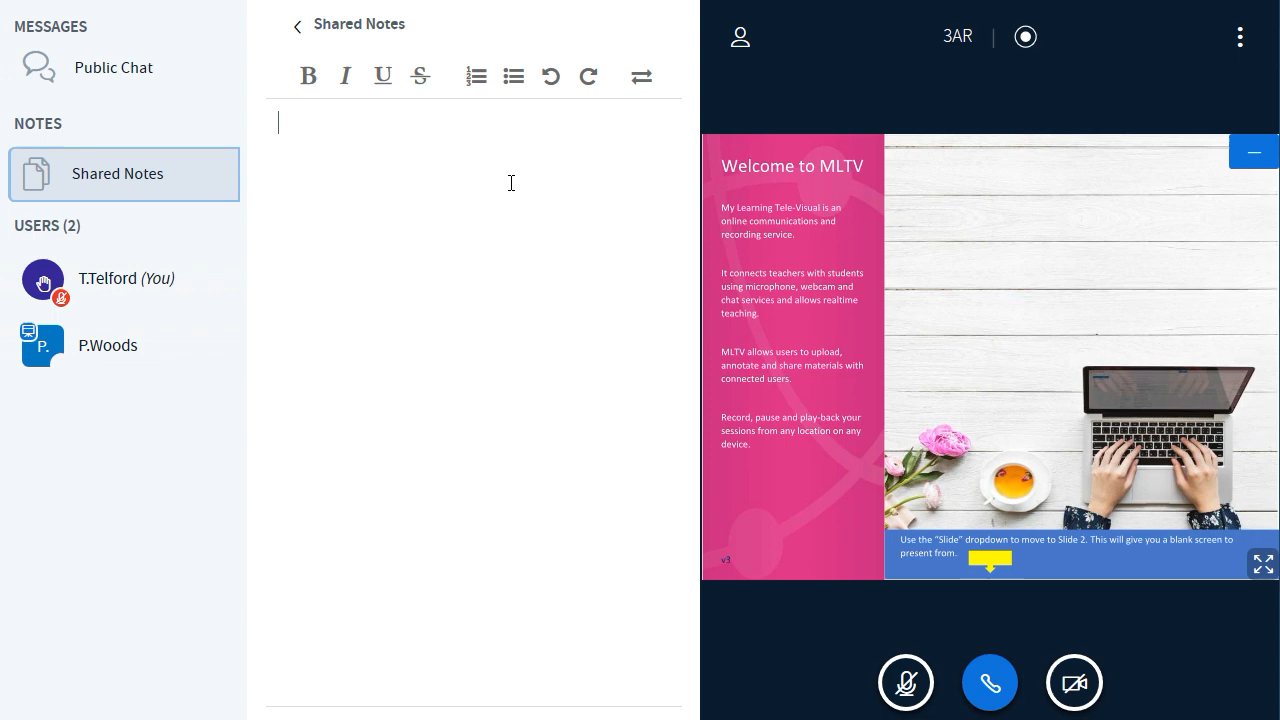 MESSAGES
Public Chat
NOTES
Shared Notes
USERS (2)
T.Telford (You)
P.
P.Woods
Shared Notes
B I U S
3AR
Welcome to MLTV
My Learning Tele-Visual is an
online communications and
recording service.
It connects teachers with students
using microphone, webcam and
chat services and allows realtime
teaching.
MLTV allows users to upload,
annotate and share materials with
connected users.
Record, pause and play-back your
sessions from any location on any
device.
v3
Use the “Slide” dropdown to move to Slide 2. This will give you a blank screen to
present from.